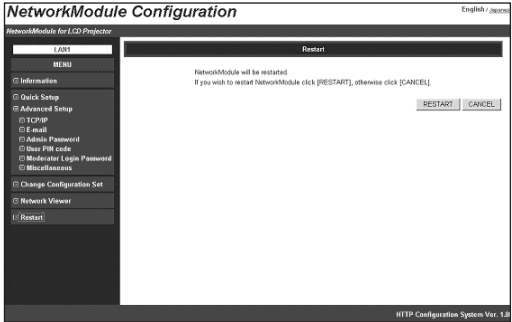 NetworkModule Configuration
English / Japanese
NetworkModule for LCD Projector
LAN1
MENU
Information
Quick Setup
Advanced Setup
TCP/IP
E-mail
Admin Password
User PIN code
Moderator Login Password
Miscellaneous
Change Configuration Set
Network Viewer
Restart
Restart
NetworkModule will be restarted.
If you wish to restart NetworkModule click [RESTART], otherwise click [CANCEL].
RESTART CANCEL
HTTP Configuration System Ver. 1.0